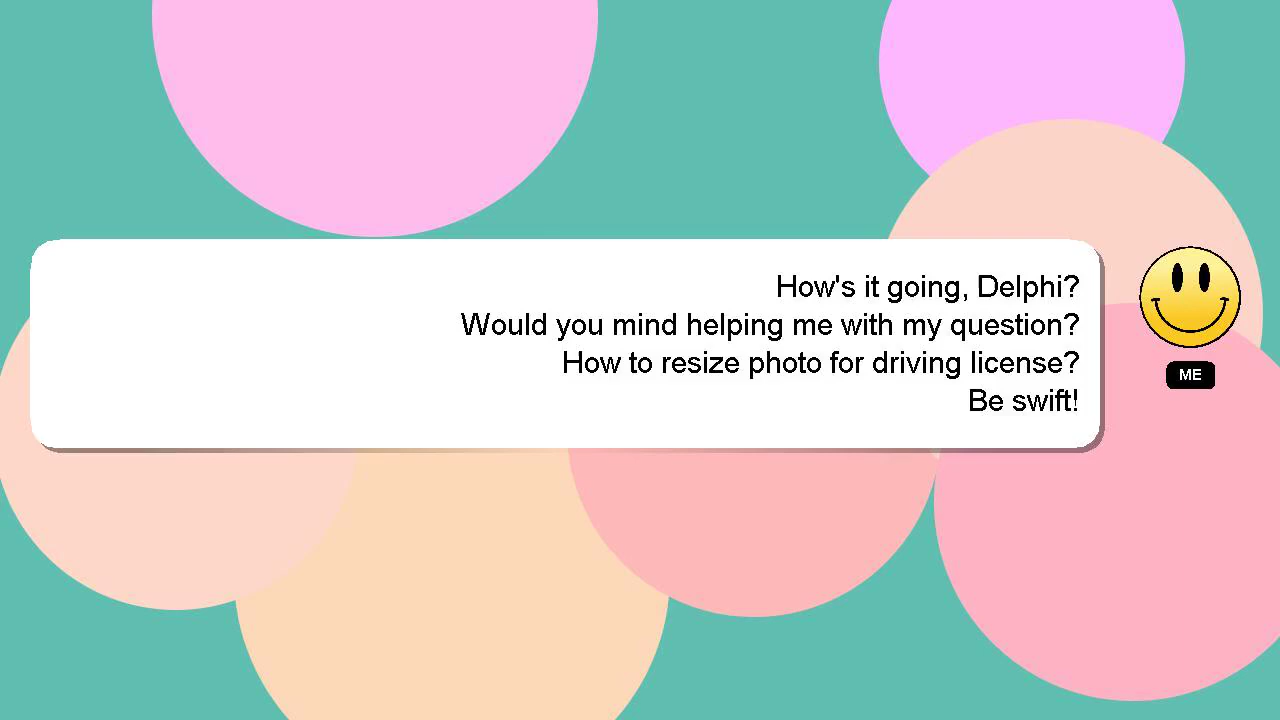 How's it going, Delphi?
Would you mind helping me with my question?
How to resize photo for driving license?
Be swift!
ME